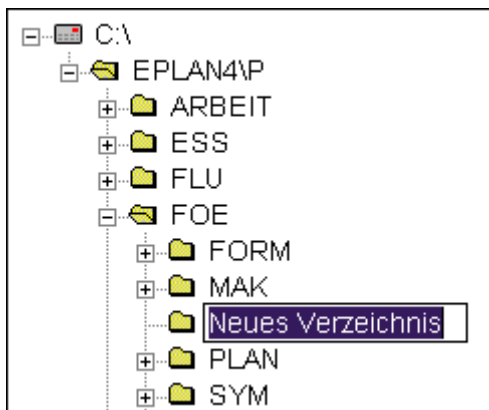 C:\
EPLAN4\P
ARBEIT
ESS
FLU
FOE
FORM
MAK
Neues Verzeichnis
PLAN
SYM